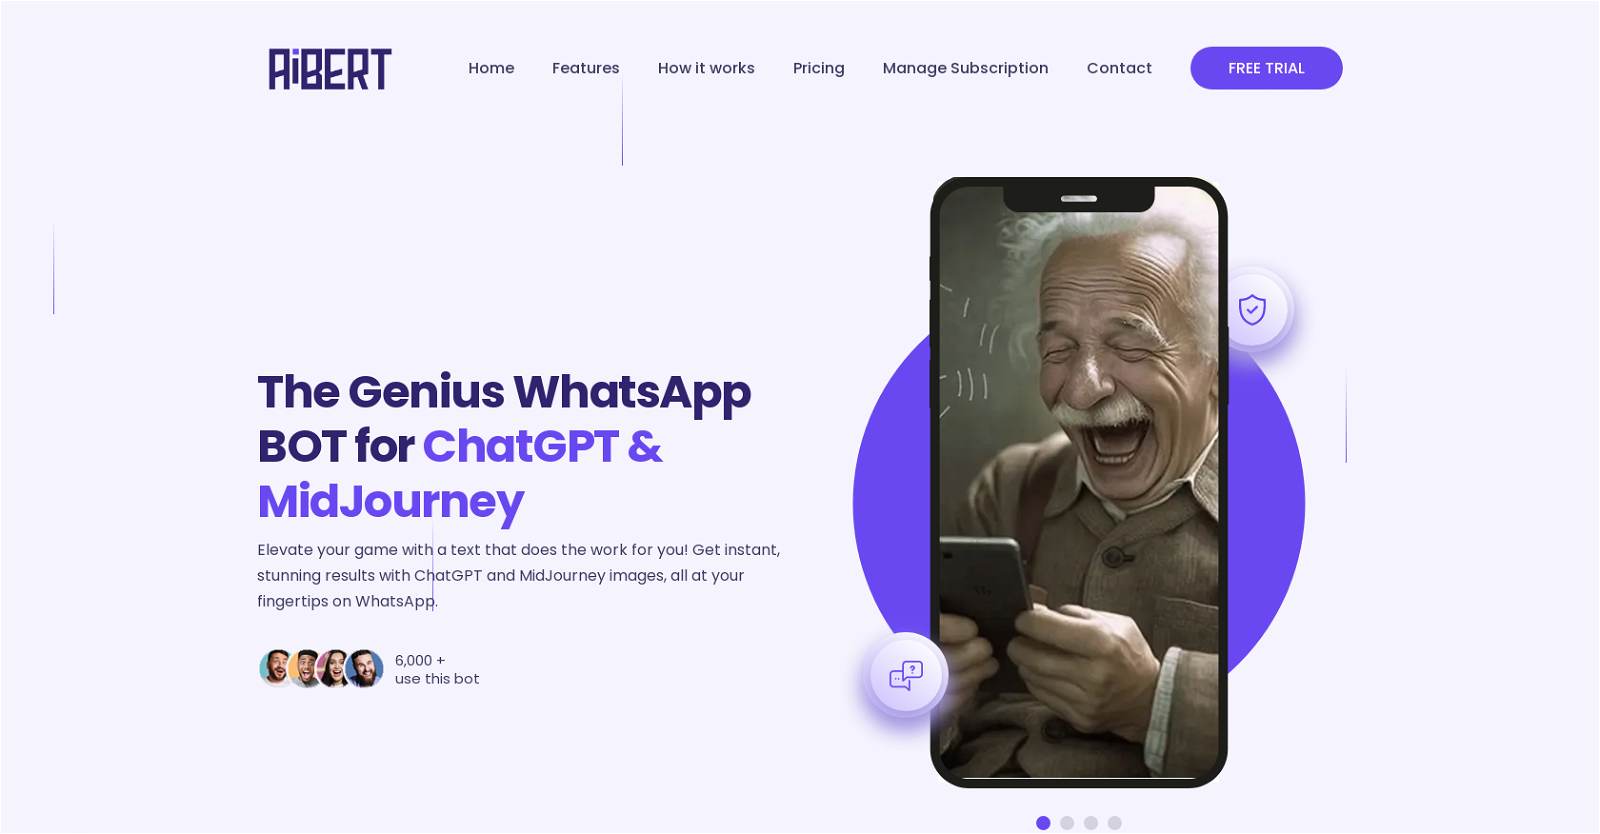 AiBERT
Home
Features
How it works
Pricing
Manage Subscription
Contact
FREE TRIAL
The Genius WhatsApp
BOT for ChatGPT &
MidJourney
Elevate your game with a text that does the work for you! Get instant,
stunning results with ChatGPT and MidJourney images, all at your
fingertips on WhatsApp.
6,000 +
use this bot